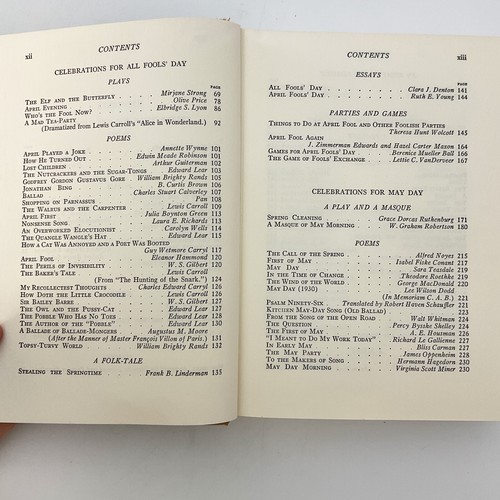 xii
CONTENTS
CELEBRATIONS FOR ALL FOOLS' DAY
PLAYS
PAGE
THE ELF AND THE BUTTERFLY Mirjane Strong 69
APRIL EVENING Olive Price 78
WHO'S THE FOOL NOW? Elbridge S. Lyon 86
A MAD TEA-PARTY
(Dramatized from Lewis Carroll's "Alice in Wonderland.) 92
POEMS
APRIL PLAYED A JOKE Annette Wynne 101
HOW HE TURNED OUT Edwin Meade Robinson 102
LOST CHILDREN Arthur Guiterman
THE NUTCRACKERS AND THE SUGAR-TONGS Edward Lear
GODFREY GORDON GUSTAVUS GORE William Brighty Rands
JONATHAN BING B. Curtis Brown
BALLAD Charles Stuart Calverley 107
SHOPPING ON PARNASSUS Pan 108
THE WALRUS AND THE CARPENTER Lewis Carroll 109
APRIL FIRST Julia Boynton Green 113
NONSENSE SONG Laura E. Richards 113
AN OVERWORKED ELOCUTIONIST Carolyn Wells 114
THE QUANGLE WANGLE'S HAT Edward Lear 115
HOW A CAT WAS ANNOYED AND A POET WAS BOOTED
Guy Wetmore Carryl 117
APRIL FOOL Eleanor Hammond 120
THE PERILS OF INVISIBILITY W. S. Gilbert 121
THE BAKER'S TALE Lewis Carroll
(From "The Hunting of the Snark.") 124
MY RECOLLECTEST THOUGHTS Charles Edward Carryl 126
HOW DOTH THE LITTLE CROCODILE Lewis Carroll 127
SIR BAILEY BARRE W. S. Gilbert 127
THE OWL AND THE PUSSY-CAT Edward Lear 128
THE POBBLE WHO HAS NO TOES Edward Lear 129
THE AUTHOR OF THE "POBBLE" Edward Lear 130
A BALLADE OF BALLAD-MONGERS Augustus M. Moore
(After the Manner of Master François Villon of Paris.) 131
TOPSY-TURVY WORLD William Brighty Rands 132
A FOLK-TALE
STEALING THE SPRINGTIME Frank B. Linderman 135
CONTENTS
xiii
ESSAYS
PAGE
ALL FOOLS' DAY Clara J. Denton 141
APRIL FOOLS' DAY Ruth E. Young 144
PARTIES AND GAMES
THINGS TO DO AT APRIL FOOL AND OTHER FOOLISH PARTIES
Theresa Hunt Wolcott 145
APRIL FOOL AGAIN
J. Zimmerman Edwards and Hazel Carter Maxon 164
GAMES FOR APRIL FOOLS' DAY Berenice Mueller Ball 166
THE GAME OF FOOLS' EXCHANGE Lettie C. VanDerveer 167
CELEBRATIONS FOR MAY DAY
A PLAY AND A MASQUE
SPRING CLEANING Grace Dorcas Ruthenburg 171
A MASQUE OF MAY MORNING W. Graham Robertson 180
POEMS
THE CALL OF THE SPRING Alfred Noyes 215
FIRST OF MAY Isabel Fiske Conant 217
MAY DAY Sara Teasdale 218
IN THE TIME OF CHANGE Theodore Maynard 219
THE WIND OF THE WORLD George MacDonald 220
MAY DAY (1930) Lee Wilson Dodd
(In Memoriam C. A. B.) 221
PSALM NINETY-SIX Translated by Robert Haven Schauffler 221
KITCHEN MAY-DAY SONG (OLD BALLAD) 223
FROM THE SONG OF THE OPEN ROAD Walt Whitman 224
THE QUESTION Percy Bysshe Shelley 224
THE FIRST OF MAY A. E. Housman 225
"I MEANT TO DO MY WORK TODAY" Richard Le Gallienne 227
IN EARLY MAY Bliss Carman 227
THE MAY PARTY James Oppenheim 228
TO THE MAKERS OF SONG Hermann Hagedorn 230
MAY DAY MORNING Virginia Scott Miner 230